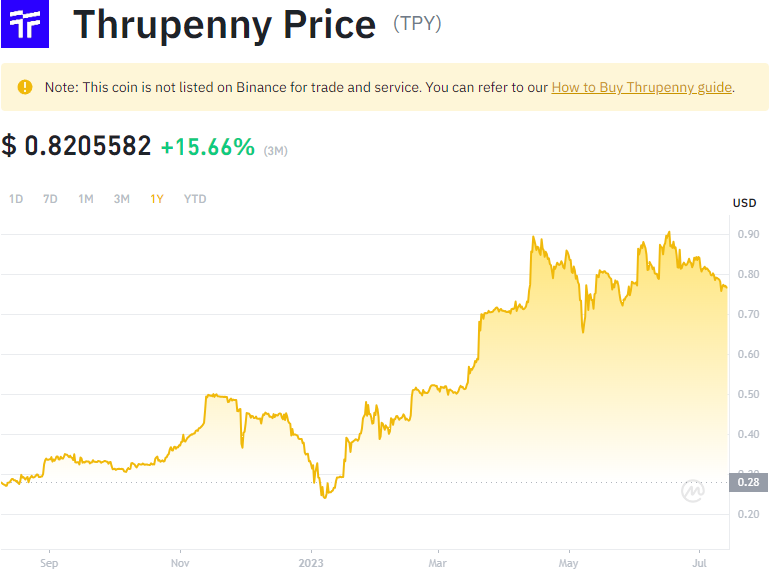 Thrupenny Price (TPY)
Note: This coin is not listed on Binance for trade and service. You can refer to our How to Buy Thrupenny guide.
$ 0.8205582 +15.66% (3M)
1D 7D 1M 3M 1Y YTD
USD
0.90
0.80
0.70
0.60
0.50
0.40
0.30
0.28
0.20
Sep Nov 2023 Mar May Jul